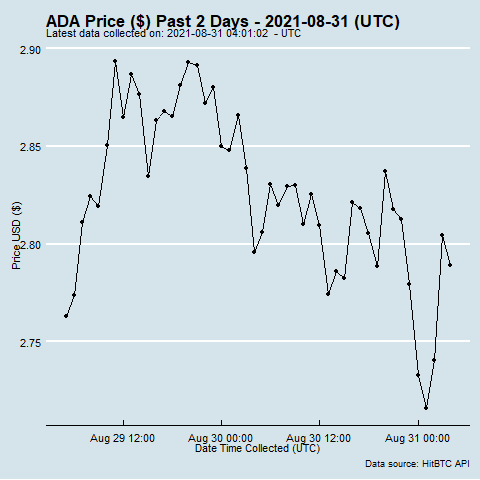 ADA Price ($) Past 2 Days - 2021-08-31 (UTC)
Latest data collected on: 2021-08-31 04:01:02 - UTC
2.90
2.85
2.80
2.75
Price USD ($)
Aug 29 12:00
Aug 30 00:00
Aug 30 12:00
Aug 31 00:00
Date Time Collected (UTC)
Data source: HitBTC API